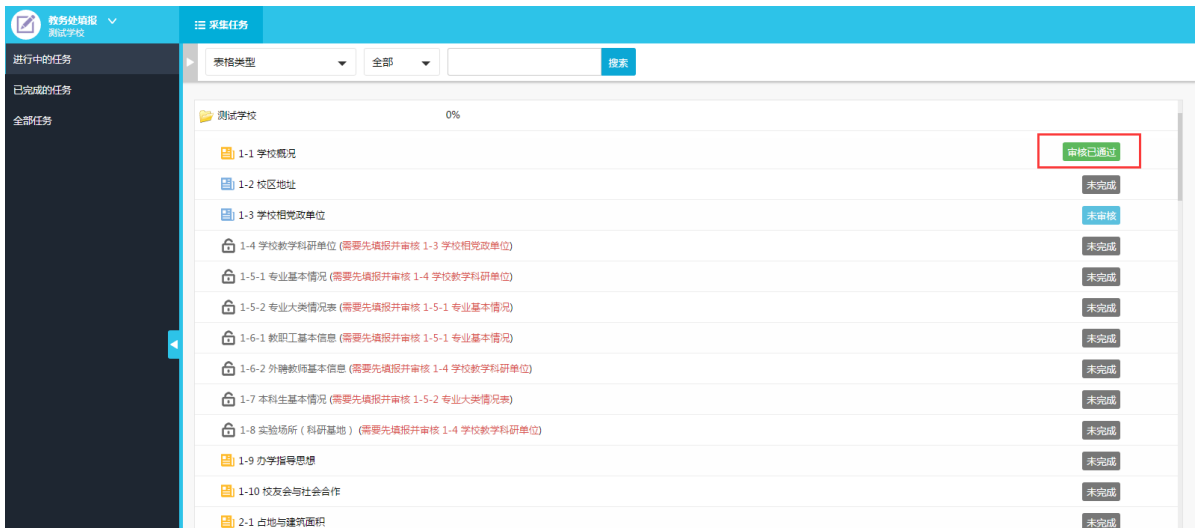 教务处填报
测试学校
采集任务
进行中的任务
已完成的任务
全部任务
表格类型 全部 搜索
测试学校 0%
1-1 学校概况 审核已通过
1-2 校区地址 未完成
1-3 学校相党政单位 未审核
1-4 学校教学科研单位 (需要先填报并审核 1-3 学校相党政单位) 未完成
1-5-1 专业基本情况 (需要先填报并审核 1-4 学校教学科研单位) 未完成
1-5-2 专业大类情况表 (需要先填报并审核 1-5-1 专业基本情况) 未完成
1-6-1 教职工基本信息 (需要先填报并审核 1-5-1 专业基本情况) 未完成
1-6-2 外聘教师基本信息 (需要先填报并审核 1-4 学校教学科研单位) 未完成
1-7 本科生基本情况 (需要先填报并审核 1-5-2 专业大类情况表) 未完成
1-8 实验场所（科研基地） (需要先填报并审核 1-4 学校教学科研单位) 未完成
1-9 办学指导思想 未完成
1-10 校友会与社会合作 未完成
2-1 占地与建筑面积 未完成